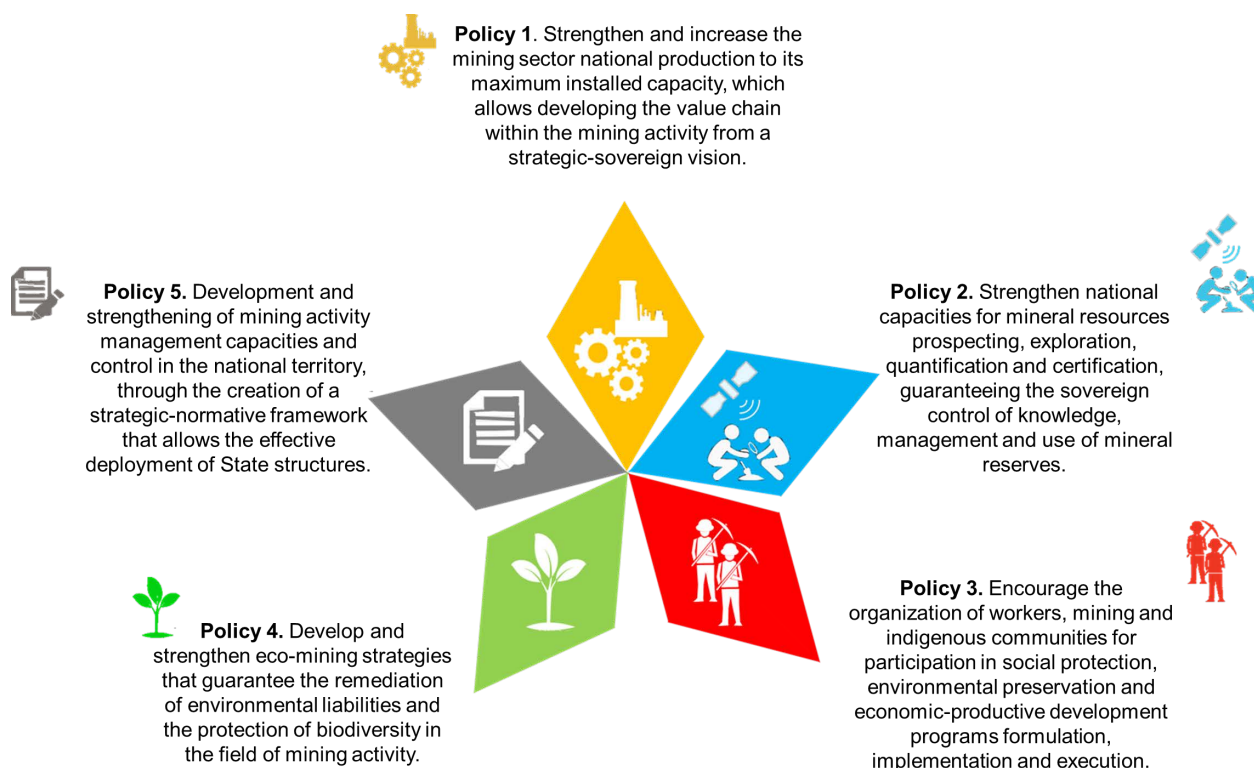 Policy 1. Strengthen and increase the
mining sector national production to its
maximum installed capacity, which
allows developing the value chain
within the mining activity from a
strategic-sovereign vision.
Policy 2. Strengthen national
capacities for mineral resources
prospecting, exploration,
quantification and certification,
guaranteeing the sovereign
control of knowledge,
management and use of mineral
reserves.
Policy 3. Encourage the
organization of workers, mining and
indigenous communities for
participation in social protection,
environmental preservation and
economic-productive development
programs formulation,
implementation and execution.
Policy 4. Develop and
strengthen eco-mining strategies
that guarantee the remediation
of environmental liabilities and
the protection of biodiversity in
the field of mining activity.
Policy 5. Development and
strengthening of mining activity
management capacities and
control in the national territory,
through the creation of a
strategic-normative framework
that allows the effective
deployment of State structures.